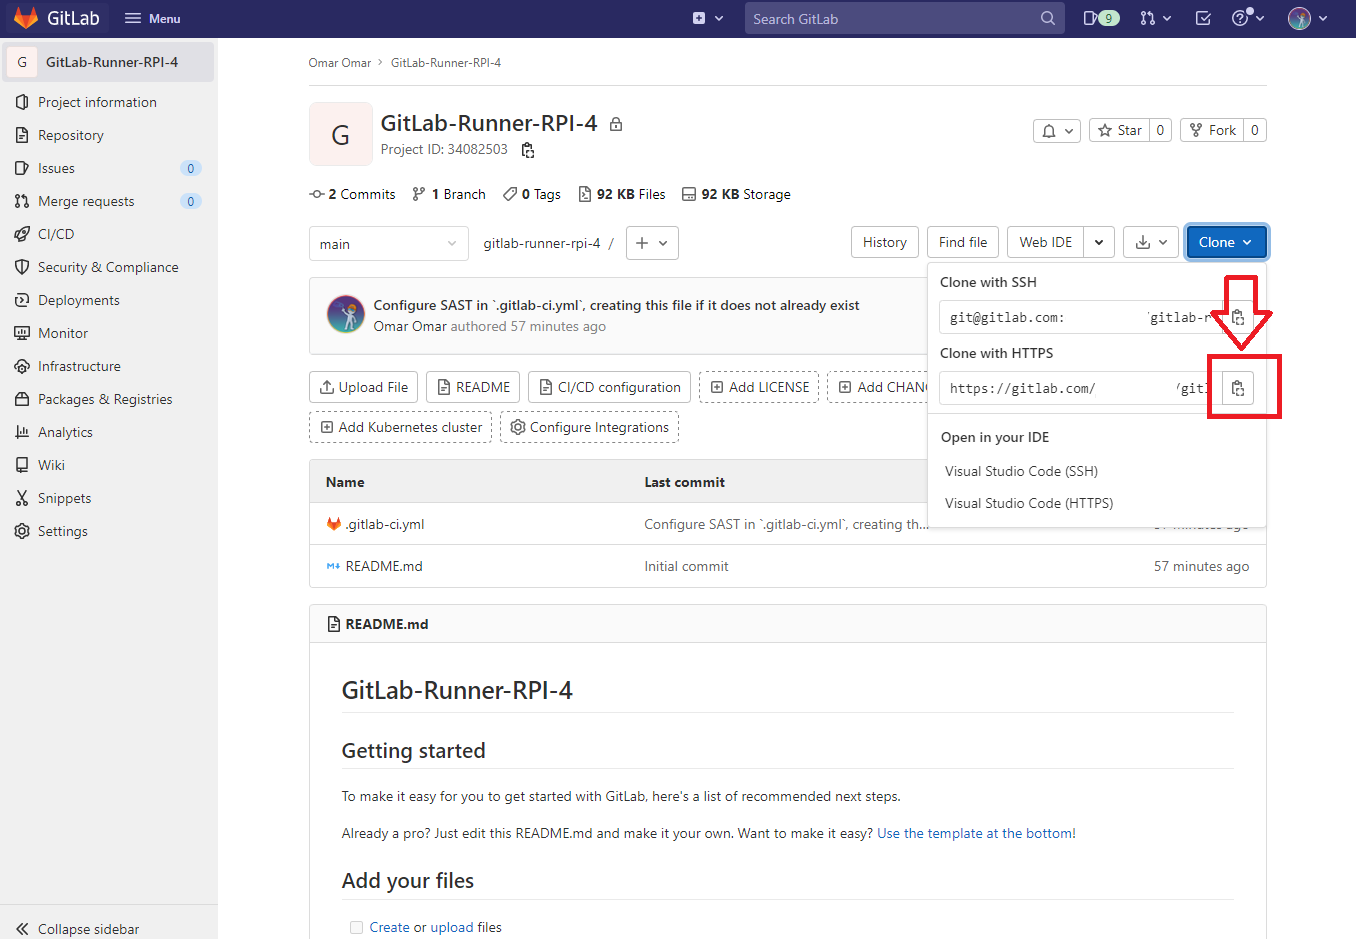 GitLab Menu Search GitLab 9
G GitLab-Runner-RPI-4
Project information
Repository
Issues 0
Merge requests 0
CI/CD
Security & Compliance
Deployments
Monitor
Infrastructure
Packages & Registries
Analytics
Wiki
Snippets
Settings
Collapse sidebar
Omar Omar > GitLab-Runner-RPI-4
G
GitLab-Runner-RPI-4
Project ID: 34082503
Star 0 Fork 0
2 Commits 1 Branch 0 Tags 92 KB Files 92 KB Storage
main gitlab-runner-rpi-4 / + History Find file Web IDE Clone
Configure SAST in `.gitlab-ci.yml`, creating this file if it does not already exist
Omar Omar authored 57 minutes ago
Clone with SSH
git@gitlab.com: /gitlab-r
Clone with HTTPS
https://gitlab.com/ /gitl
Open in your IDE
Visual Studio Code (SSH)
Visual Studio Code (HTTPS)
Upload File README CI/CD configuration Add LICENSE Add CHAN
Add Kubernetes cluster Configure Integrations
Name Last commit
.gitlab-ci.yml Configure SAST in `.gitlab-ci.yml`, creating th...
README.md Initial commit 57 minutes ago
README.md
GitLab-Runner-RPI-4
Getting started
To make it easy for you to get started with GitLab, here's a list of recommended next steps.
Already a pro? Just edit this README.md and make it your own. Want to make it easy? Use the template at the bottom!
Add your files
Create or upload files